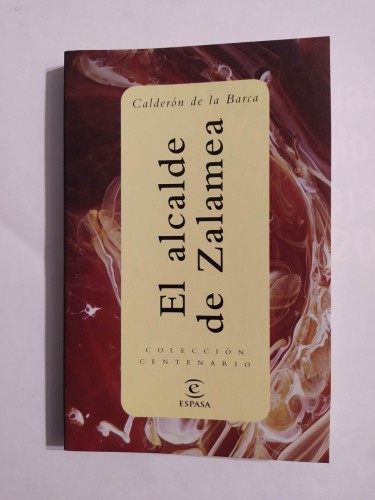 Calderón de la Barca
El alcalde
de Zalamea
COLECCIÓN
CENTENARIO
e
ESPASA